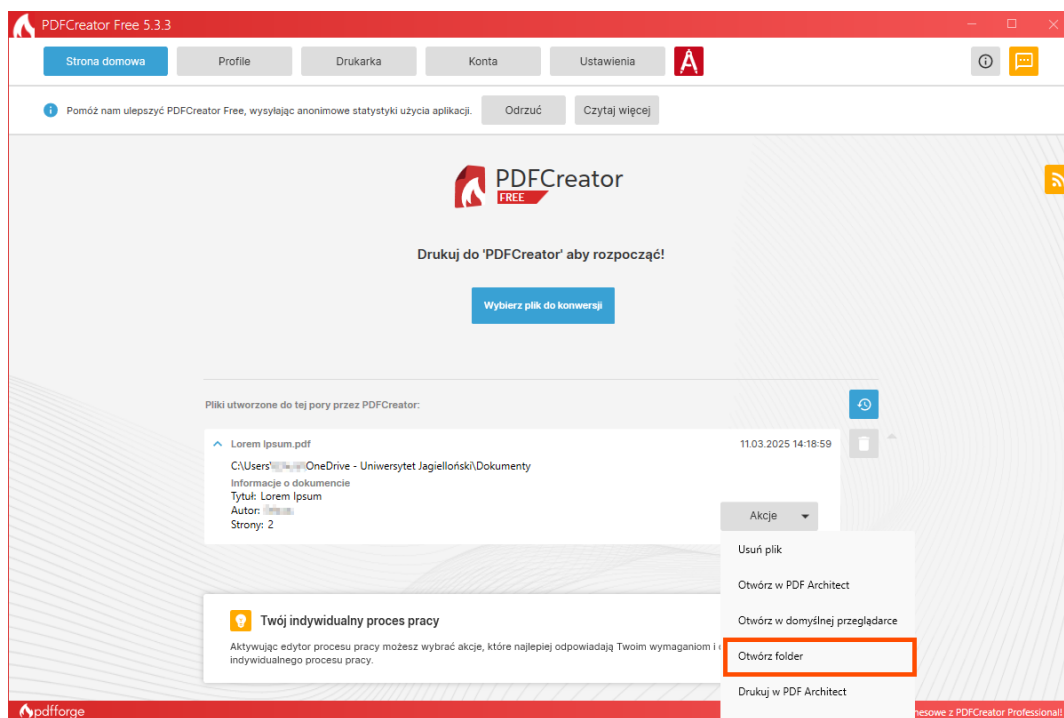 PDFCreator Free 5.3.3
Strona domowa
Profile
Drukarka
Konta
Ustawienia
Pomóż nam ulepszyć PDFCreator Free, wysyłając anonimowe statystyki użycia aplikacji.
Odrzuć
Czytaj więcej
PDFCreator
FREE
Drukuj do 'PDFCreator' aby rozpocząć!
Wybierz plik do konwersji
Pliki utworzone do tej pory przez PDFCreator:
Lorem Ipsum.pdf
11.03.2025 14:18:59
C:\Users\ OneDrive - Uniwersytet Jagielloński\Dokumenty
Informacje o dokumencie
Tytuł: Lorem Ipsum
Autor:
Strony: 2
Akcje
Usuń plik
Otwórz w PDF Architect
Otwórz w domyślnej przeglądarce
Otwórz folder
Drukuj w PDF Architect
Twój indywidualny proces pracy
Aktywując edytor procesu pracy możesz wybrać akcje, które najlepiej odpowiadają Twoim wymaganiom i
indywidualnego procesu pracy.
pdfforge
nesowe z PDFCreator Professional!